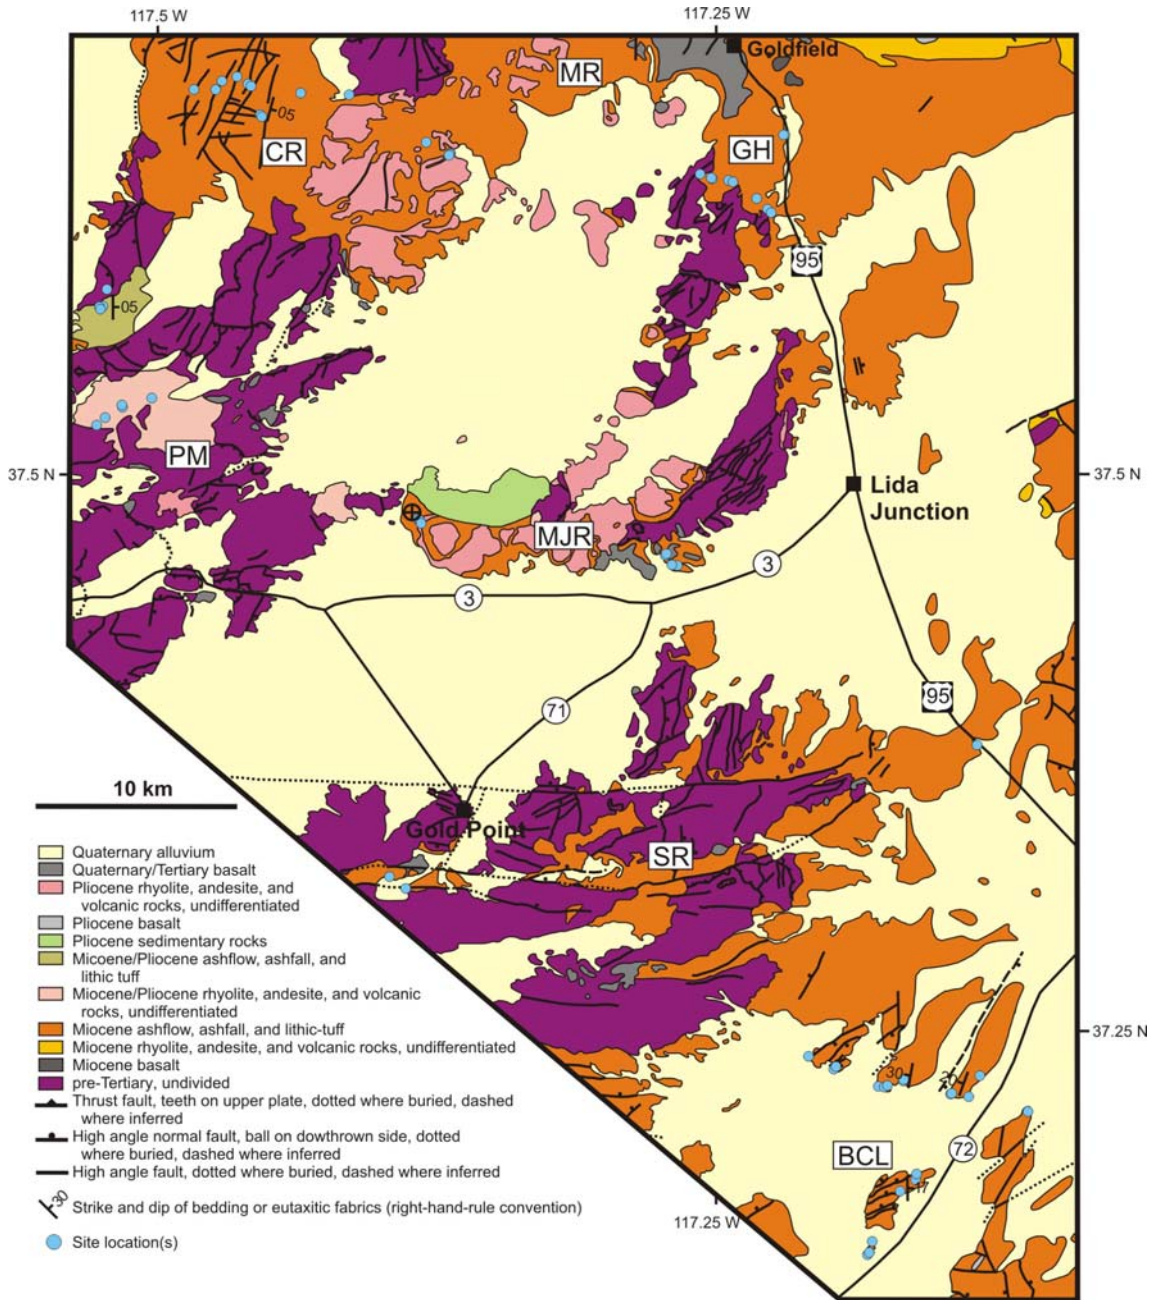 117.5 W
117.25 W
Goldfield
MR
05
CR
GH
95
05
PM
37.5 N
37.5 N
Lida
Junction
MJR
3
3
95
71
10 km
Gold Point
SR
Quaternary alluvium
Quaternary/Tertiary basalt
Pliocene rhyolite, andesite, and
volcanic rocks, undifferentiated
Pliocene basalt
Pliocene sedimentary rocks
Micoene/Pliocene ashflow, ashfall, and
lithic tuff
Miocene/Pliocene rhyolite, andesite, and volcanic
rocks, undifferentiated
Miocene ashflow, ashfall, and lithic-tuff
Miocene rhyolite, andesite, and volcanic rocks, undifferentiated
Miocene basalt
pre-Tertiary, undivided
Thrust fault, teeth on upper plate, dotted where buried, dashed
where inferred
High angle normal fault, ball on dowthrown side, dotted
where buried, dashed where inferred
High angle fault, dotted where buried, dashed where inferred
30
Strike and dip of bedding or eutaxitic fabrics (right-hand-rule convention)
Site location(s)
37.25 N
30
20
BCL
72
17
117.25 W